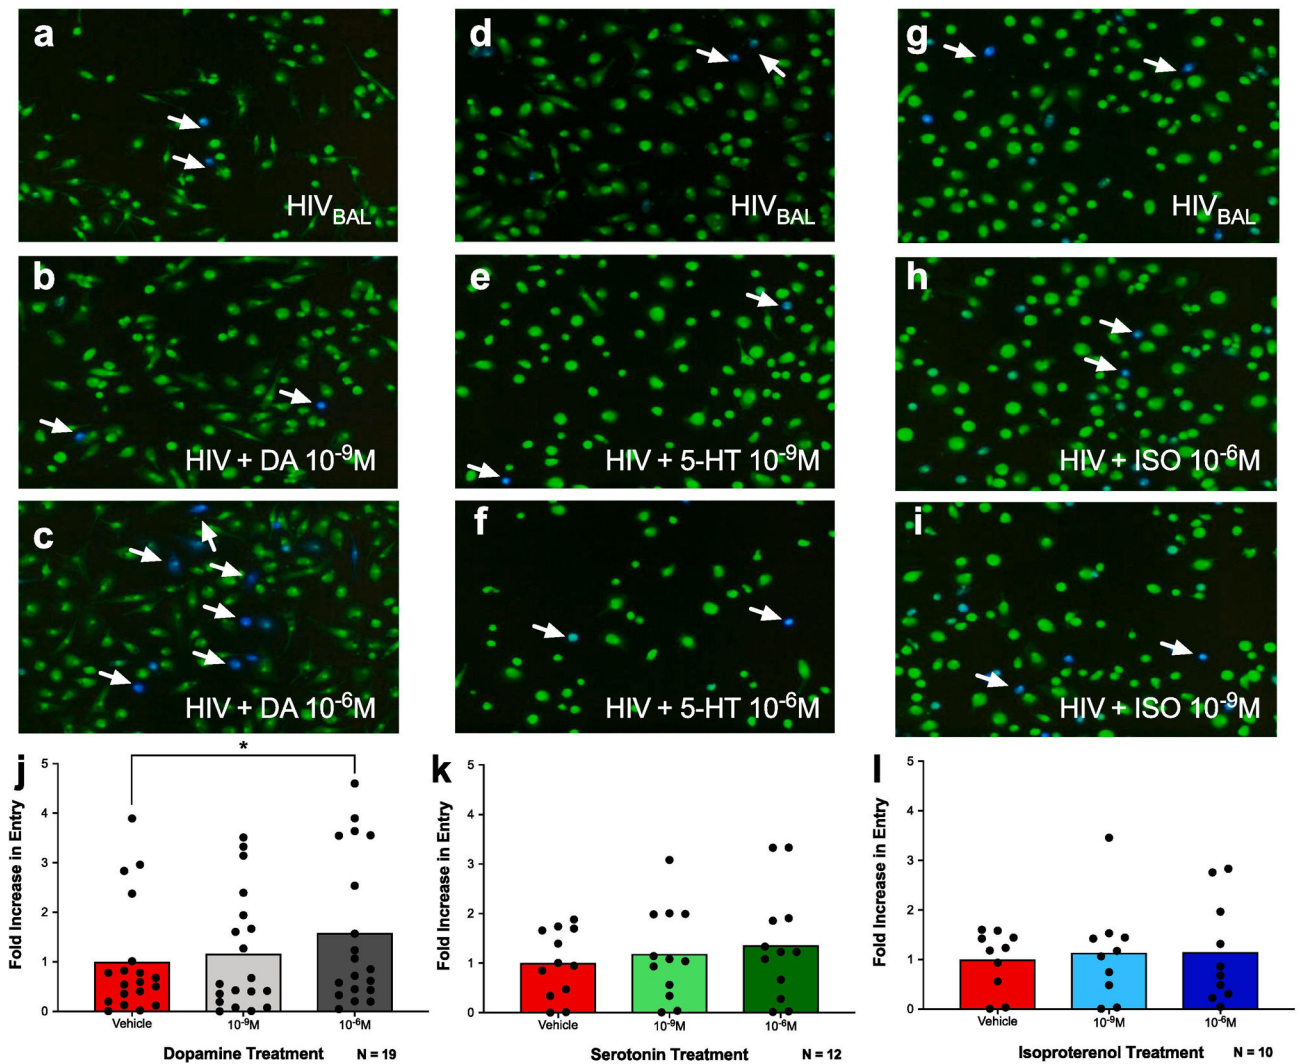 a
HIV_BAL
d
HIV_BAL
g
HIV_BAL
b
HIV + DA 10⁻⁹M
e
HIV + 5-HT 10⁻⁹M
h
HIV + ISO 10⁻⁶M
c
HIV + DA 10⁻⁶M
f
HIV + 5-HT 10⁻⁶M
i
HIV + ISO 10⁻⁹M
j
*
Fold Increase in Entry
5
4
3
2
1
0
Vehicle
10⁻⁹M
10⁻⁶M
Dopamine Treatment
N = 19
k
Fold Increase in Entry
5
4
3
2
1
0
Vehicle
10⁻⁹M
10⁻⁶M
Serotonin Treatment
N = 12
l
Fold Increase in Entry
5
4
3
2
1
0
Vehicle
10⁻⁹M
10⁻⁶M
Isoproterenol Treatment
N = 10